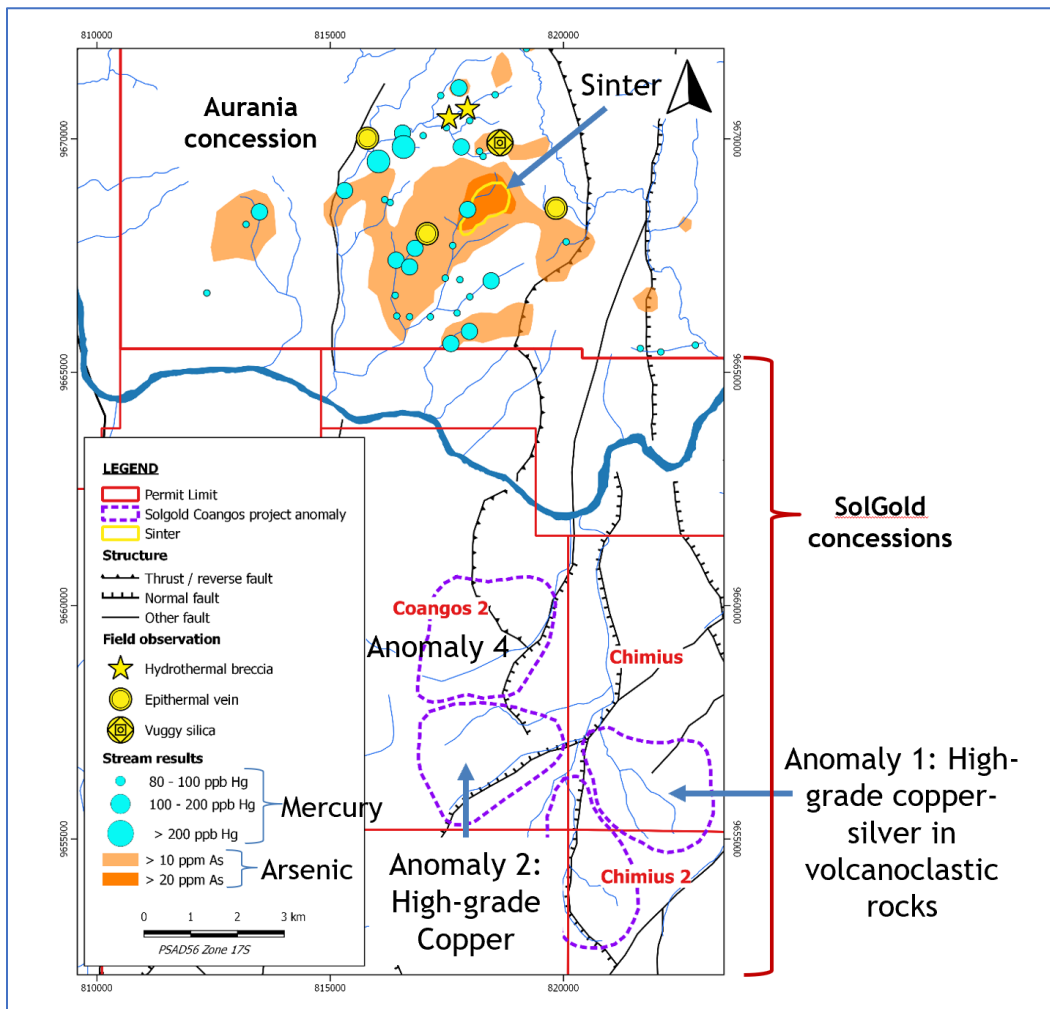 810000
815000
820000
Sinter
Aurania
concession
9670000
9670000
9665000
9665000
SolGold
concessions
LEGEND
Permit Limit
Solgold Coangos project anomaly
Sinter
Structure
Thrust / reverse fault
Normal fault
Other fault
Field observation
Hydrothermal breccia
Epithermal vein
Vuggy silica
Stream results
80 - 100 ppb Hg
100 - 200 ppb Hg
> 200 ppb Hg
Mercury
> 10 ppm As
> 20 ppm As
Arsenic
0 1 2 3 km
PSAD56 Zone 17S
9660000
Coangos 2
Anomaly 4
Chimius
9660000
Anomaly 1: High-
grade copper-
silver in
volcanoclastic
rocks
9655000
9655000
Anomaly 2:
High-grade
Copper
Chimius 2
810000
815000
820000